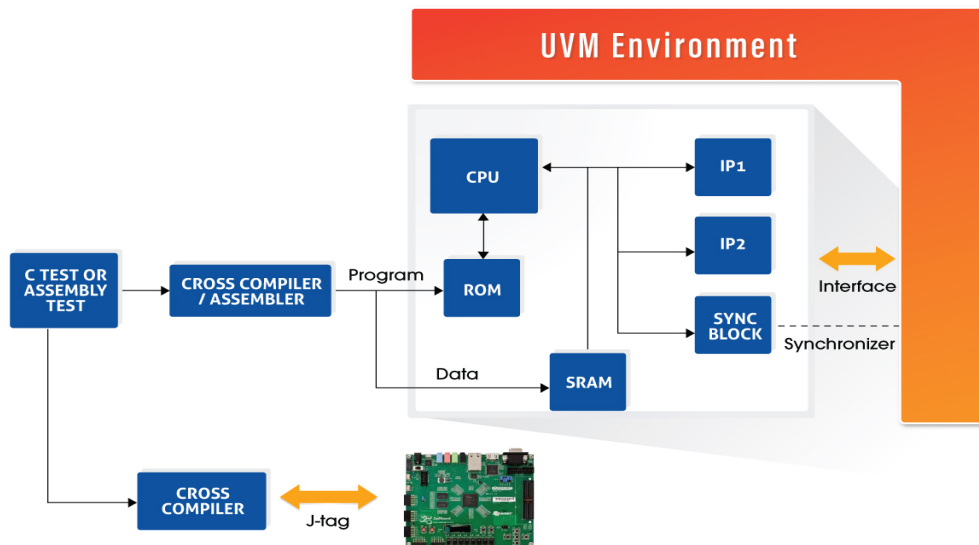 UVM Environment
CPU
IP1
IP2
C TEST OR
ASSEMBLY
TEST
CROSS COMPILER
/ ASSEMBLER
Program
ROM
Interface
SYNC
BLOCK
Synchronizer
Data
SRAM
CROSS
COMPILER
J-tag